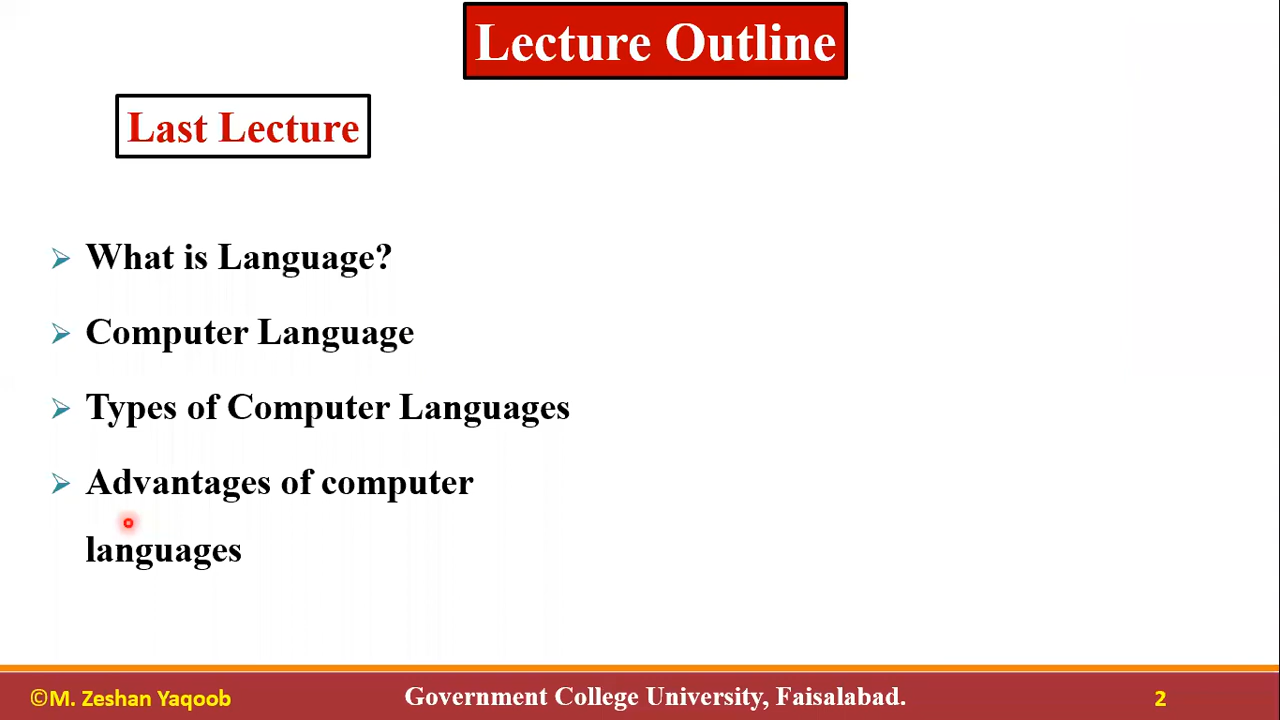 Lecture Outline
Last Lecture
What is Language?
Computer Language
Types of Computer Languages
Advantages of computer
languages
©M. Zeshan Yaqoob
Government College University, Faisalabad.
2